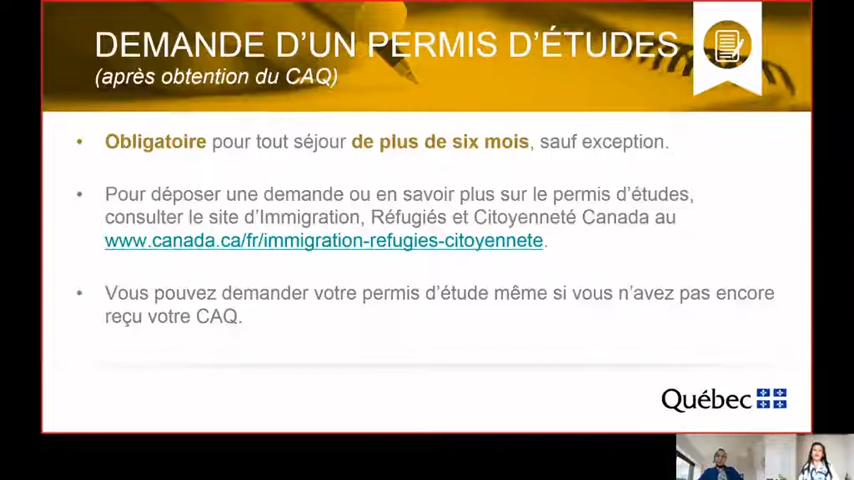 DEMANDE D’UN PERMIS D’ÉTUDES
(après obtention du CAQ)
• Obligatoire pour tout séjour de plus de six mois, sauf exception.
• Pour déposer une demande ou en savoir plus sur le permis d’études,
consulter le site d’Immigration, Réfugiés et Citoyenneté Canada au
www.canada.ca/fr/immigration-refugies-citoyennete.
• Vous pouvez demander votre permis d’étude même si vous n’avez pas encore
reçu votre CAQ.
Québec